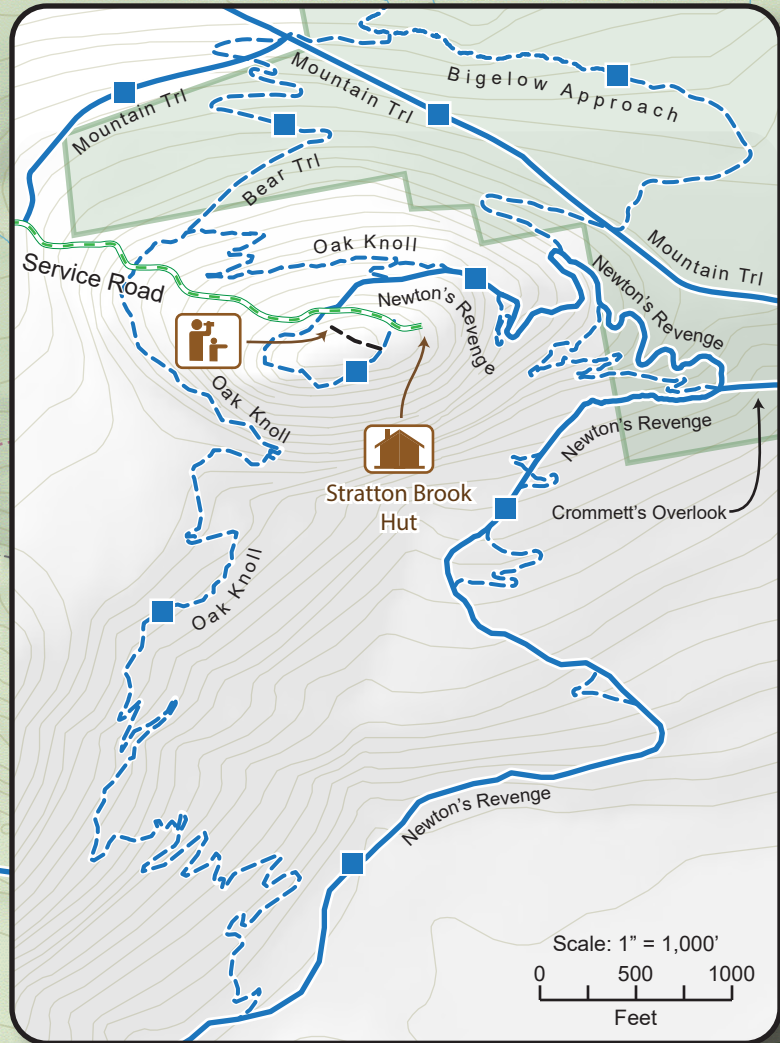 Mountain Trl
Bigelow Approach
Mountain Trl
Bear Trl
Oak Knoll
Mountain Trl
Service Road
Newton's Revenge
Newton's Revenge
Oak Knoll
Newton's Revenge
Stratton Brook
Hut
Crommett's Overlook
Oak Knoll
Newton's Revenge
Scale: 1” = 1,000’
0 500 1000
Feet